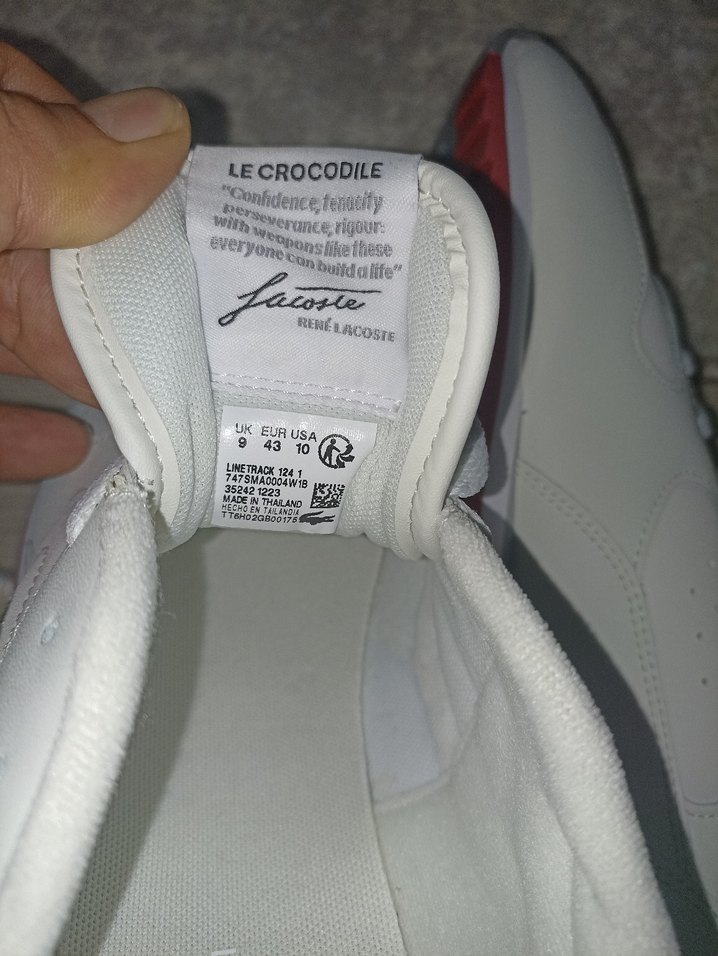 LE CROCODILE
"Confidence, tenacity
perseverance, rigour:
with weapons like these
everyone can build a life"
Lacoste
RENÉ LACOSTE
UK EUR USA
9 43 10
LINETRACK 124 1
747SMA0004W1B
35242 1223
MADE IN THAILAND
HECHO EN TAILANDIA
TT6H02GB00175